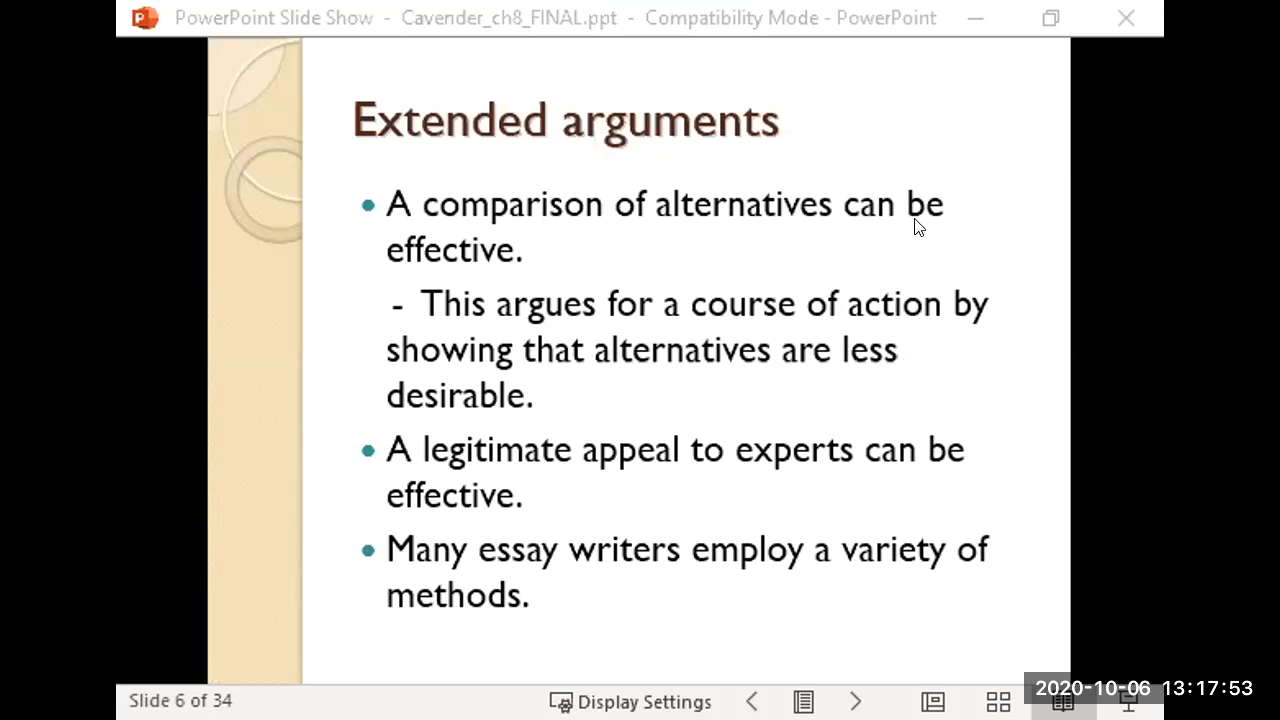 PowerPoint Slide Show - Cavender_ch8_FINAL.ppt - Compatibility Mode - PowerPoint
Extended arguments
• A comparison of alternatives can be
effective.
- This argues for a course of action by
showing that alternatives are less
desirable.
• A legitimate appeal to experts can be
effective.
• Many essay writers employ a variety of
methods.
Slide 6 of 34
Display Settings
2020-10-06 13:17:53